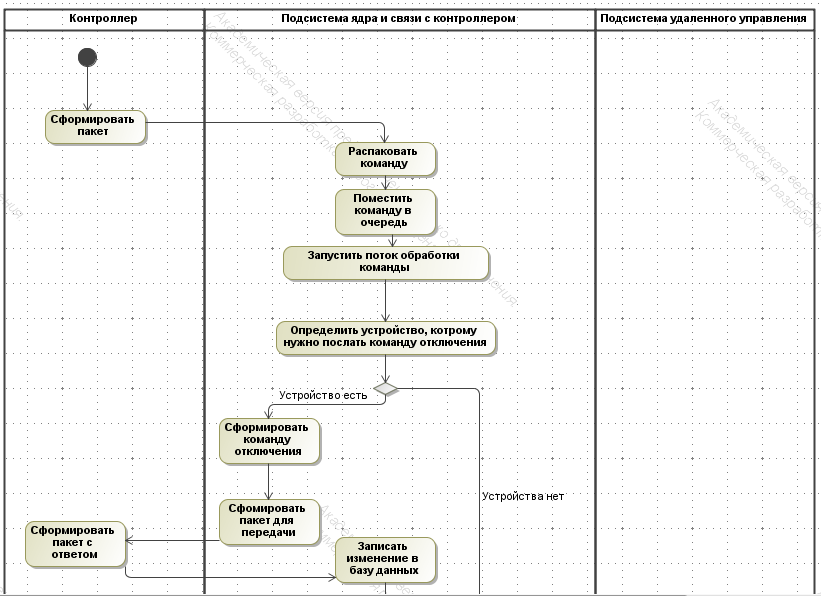 Контроллер
Подсистема ядра и связи с контроллером
Подсистема удаленного управления
Сформировать
пакет
Распаковать
команду
Поместить
команду в
очередь
Запустить поток обработки
команды
Определить устройство, котрому
нужно послать команду отключения
Устройство есть
Сформировать
команду
отключения
Устройства нет
Сфомировать
пакет для
передачи
Сформировать
пакет с
ответом
Записать
изменение в
базу данных